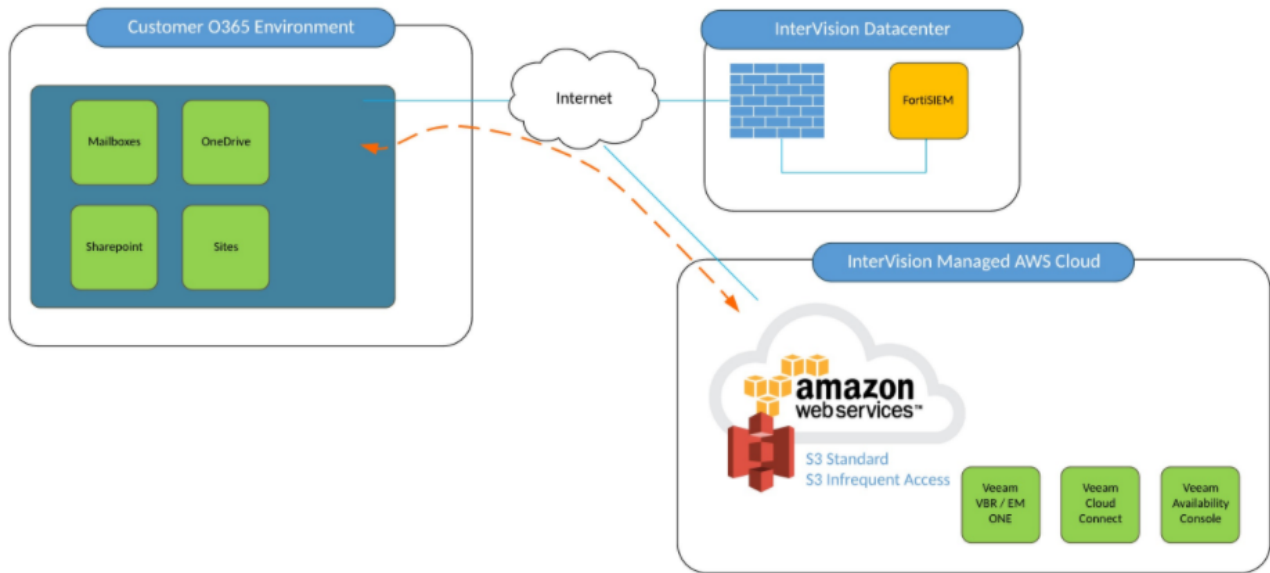 Customer O365 Environment
InterVision Datacenter
Internet
FortiSIEM
Mailboxes
OneDrive
Sharepoint
Sites
InterVision Managed AWS Cloud
amazon
web services™
S3 Standard
S3 Infrequent Access
Veeam
VBR / EM
ONE
Veeam
Cloud
Connect
Veeam
Availability
Console